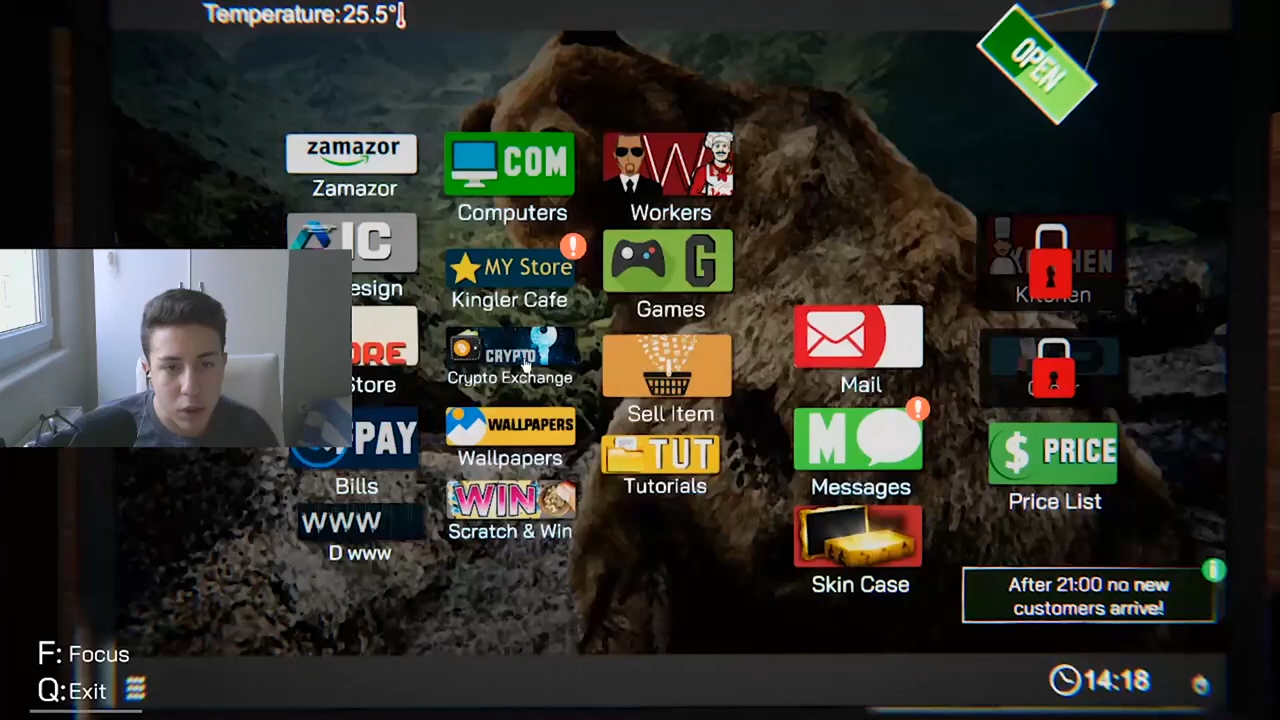 Temperature: 25.5°
OPEN
zamazor
Zamazor
COM
Computers
W
Workers
IC
esign
MY Store
Kingler Cafe
G
Games
ORE
Store
CRYPTO
Crypto Exchange
Sell Item
Mail
PAY
Bills
WALLPAPERS
Wallpapers
TUT
Tutorials
M
Messages
$ PRICE
Price List
WWW
D www
WIN
Scratch & Win
Skin Case
After 21:00 no new
customers arrive!
F: Focus
Q: Exit
14:18